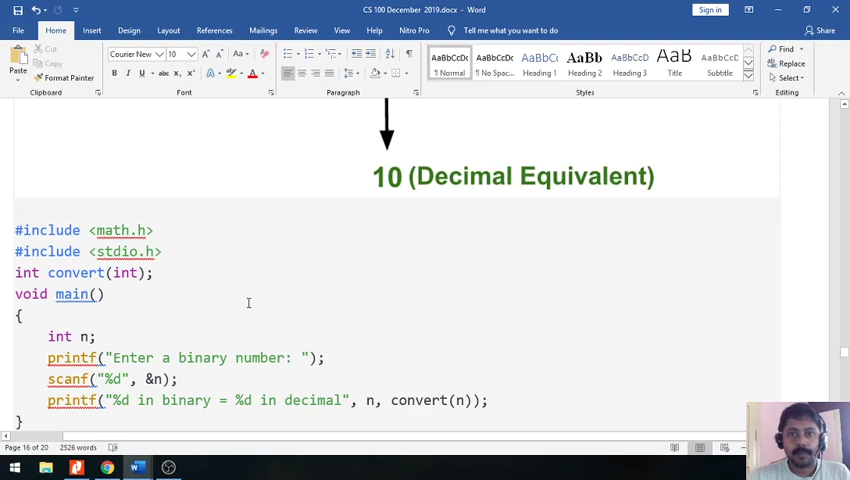 CS 100 December 2019.docx - Word
Sign in
File Home Insert Design Layout References Mailings Review View Help Nitro Pro Tell me what you want to do Share
Paste
Cut
Copy
Format Painter
Clipboard
Courier New 10
Font
Paragraph
AaBbCcDc AaBbCcDc AaBbC AaBb AaBbCcD AaB AaBbCcD
¶ Normal ¶ No Spac... Heading 1 Heading 2 Heading 3 Title Subtitle
Styles
Find
Replace
Select
Editing
10 (Decimal Equivalent)
#include <math.h>
#include <stdio.h>
int convert(int);
void main()
{
int n;
printf("Enter a binary number: ");
scanf("%d", &n);
printf("%d in binary = %d in decimal", n, convert(n));
}
Page 16 of 20 2526 words